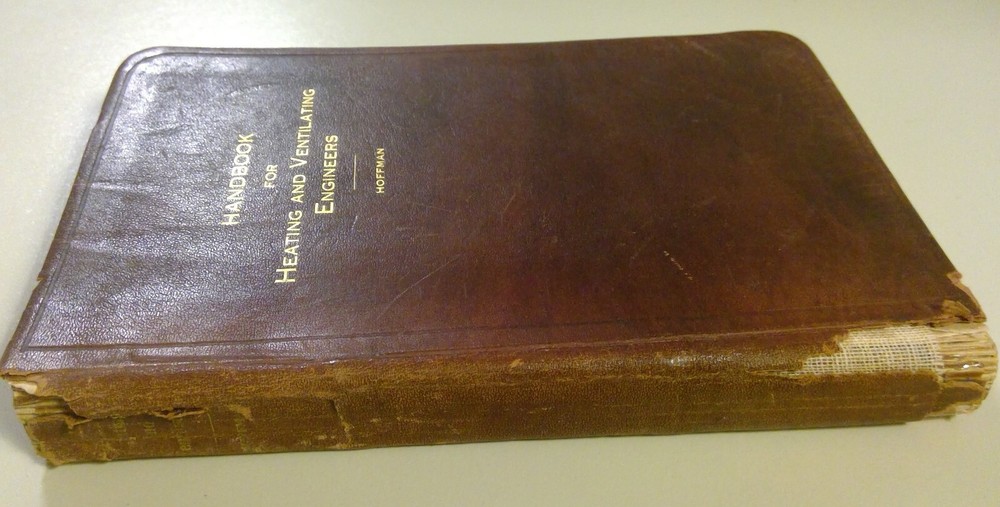 HANDBOOK
FOR
HEATING AND VENTILATING
ENGINEERS
HOFFMAN